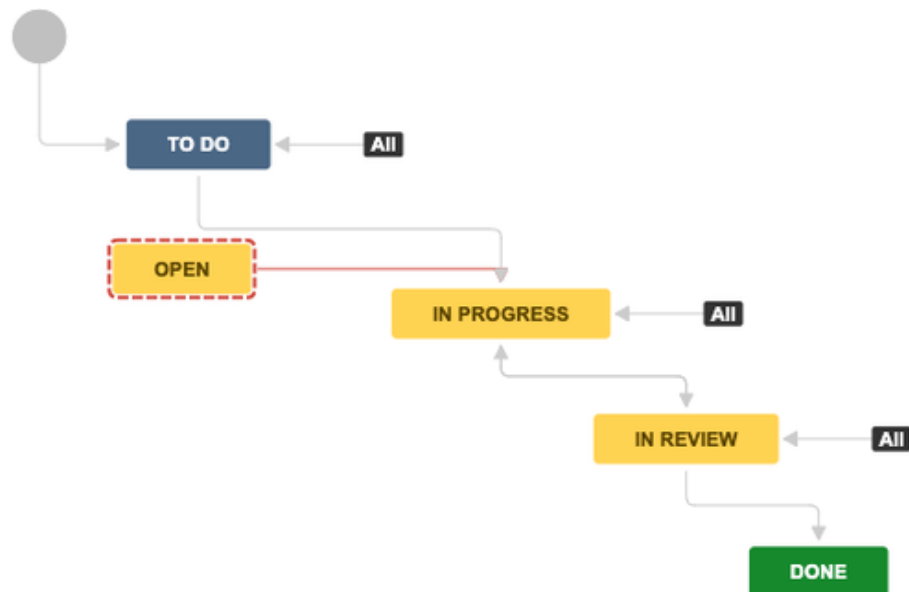 TO DO
All
OPEN
IN PROGRESS
All
IN REVIEW
All
DONE